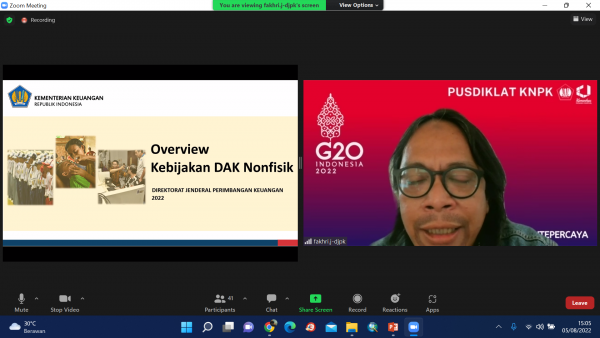 Zoom Meeting
You are viewing fakhri.j-djpk's screen
View Options
Recording
View
KEMENTERIAN KEUANGAN
REPUBLIK INDONESIA
Overview
Kebijakan DAK Nonfisik
DIREKTORAT JENDERAL PERIMBANGAN KEUANGAN
2022
PUSDIKLAT KNPK
G20
INDONESIA
2022
TEPERCAYA
fakhri.j-djpk
Mute
Stop Video
Participants
41
Chat
Share Screen
Record
Reactions
Apps
Leave
30°C
Berawan
15:05
05/08/2022